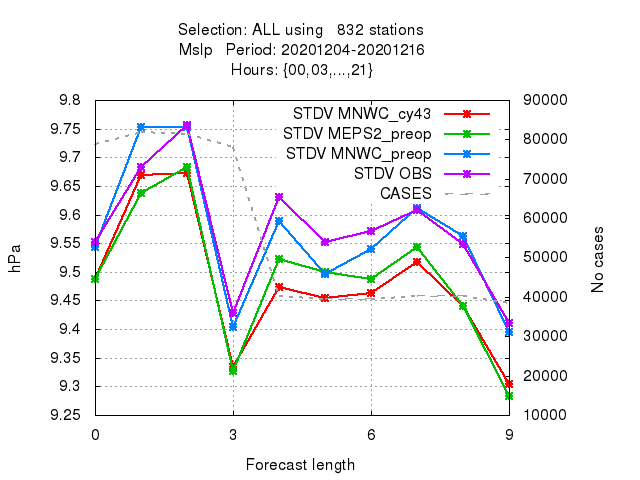 Selection: ALL using   832 stations
Mslp   Period: 20201204-20201216
Hours: {00,03,...,21}
9.8
9.75
9.7
9.65
9.6
9.55
9.5
9.45
9.4
9.35
9.3
9.25
90000
80000
70000
60000
50000
40000
30000
20000
10000
STDV MNWC_cy43
STDV MEPS2_preop
STDV MNWC_preop
STDV OBS
CASES
hPa
No cases
0 3 6 9
Forecast length